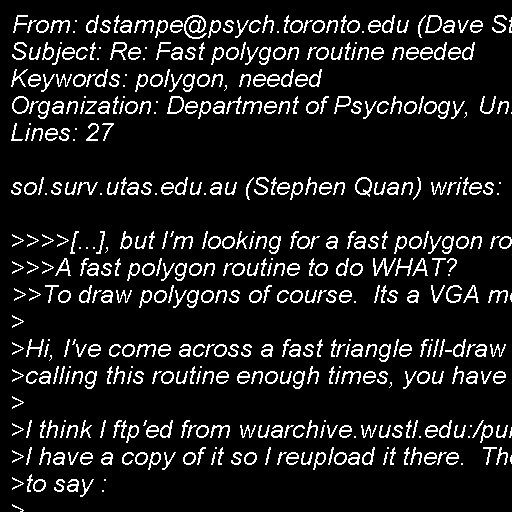 From: dstampe@psych.toronto.edu (Dave St
Subject: Re: Fast polygon routine needed
Keywords: polygon, needed
Organization: Department of Psychology, Un
Lines: 27
sol.surv.utas.edu.au (Stephen Quan) writes:
>>>>[...], but I'm looking for a fast polygon ro
>>>A fast polygon routine to do WHAT?
>>To draw polygons of course.  Its a VGA m
>
>Hi, I've come across a fast triangle fill-draw
>calling this routine enough times, you have
>
>I think I ftp'ed from wuarchive.wustl.edu:/pu
>I have a copy of it so I reupload it there.  Th
>to say :
>